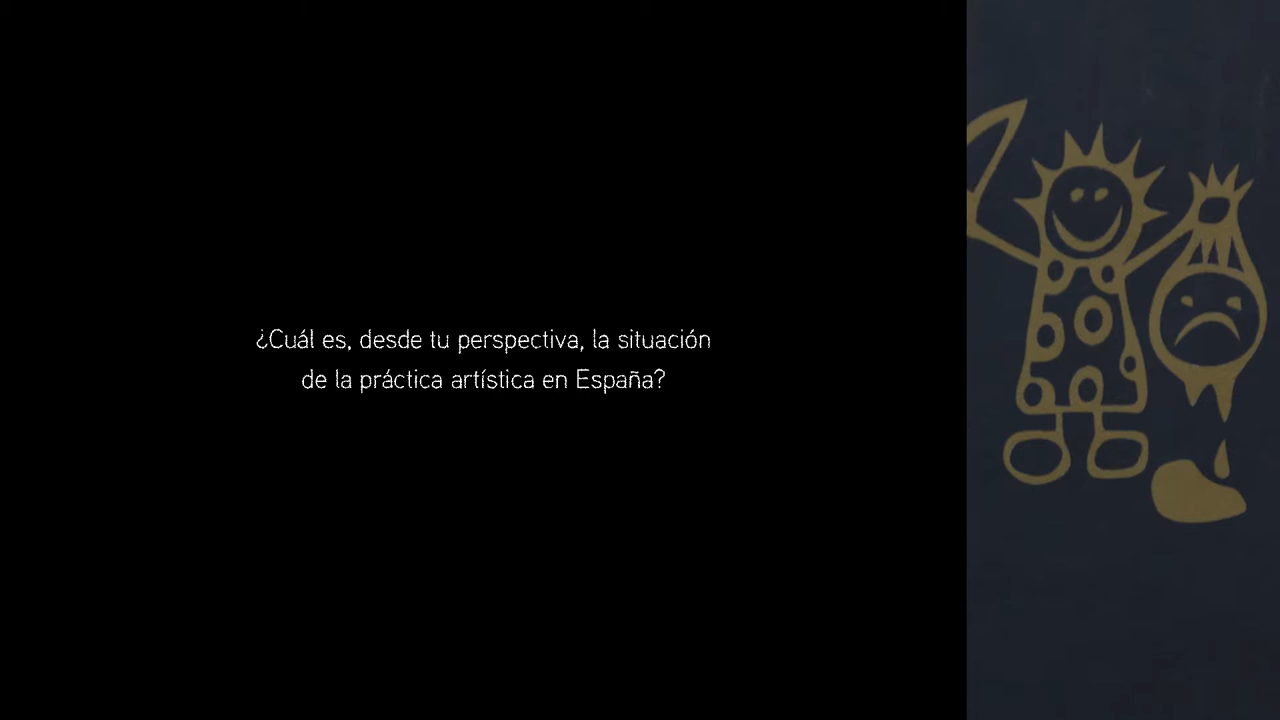 ¿Cuál es, desde tu perspectiva, la situación
de la práctica artística en España?